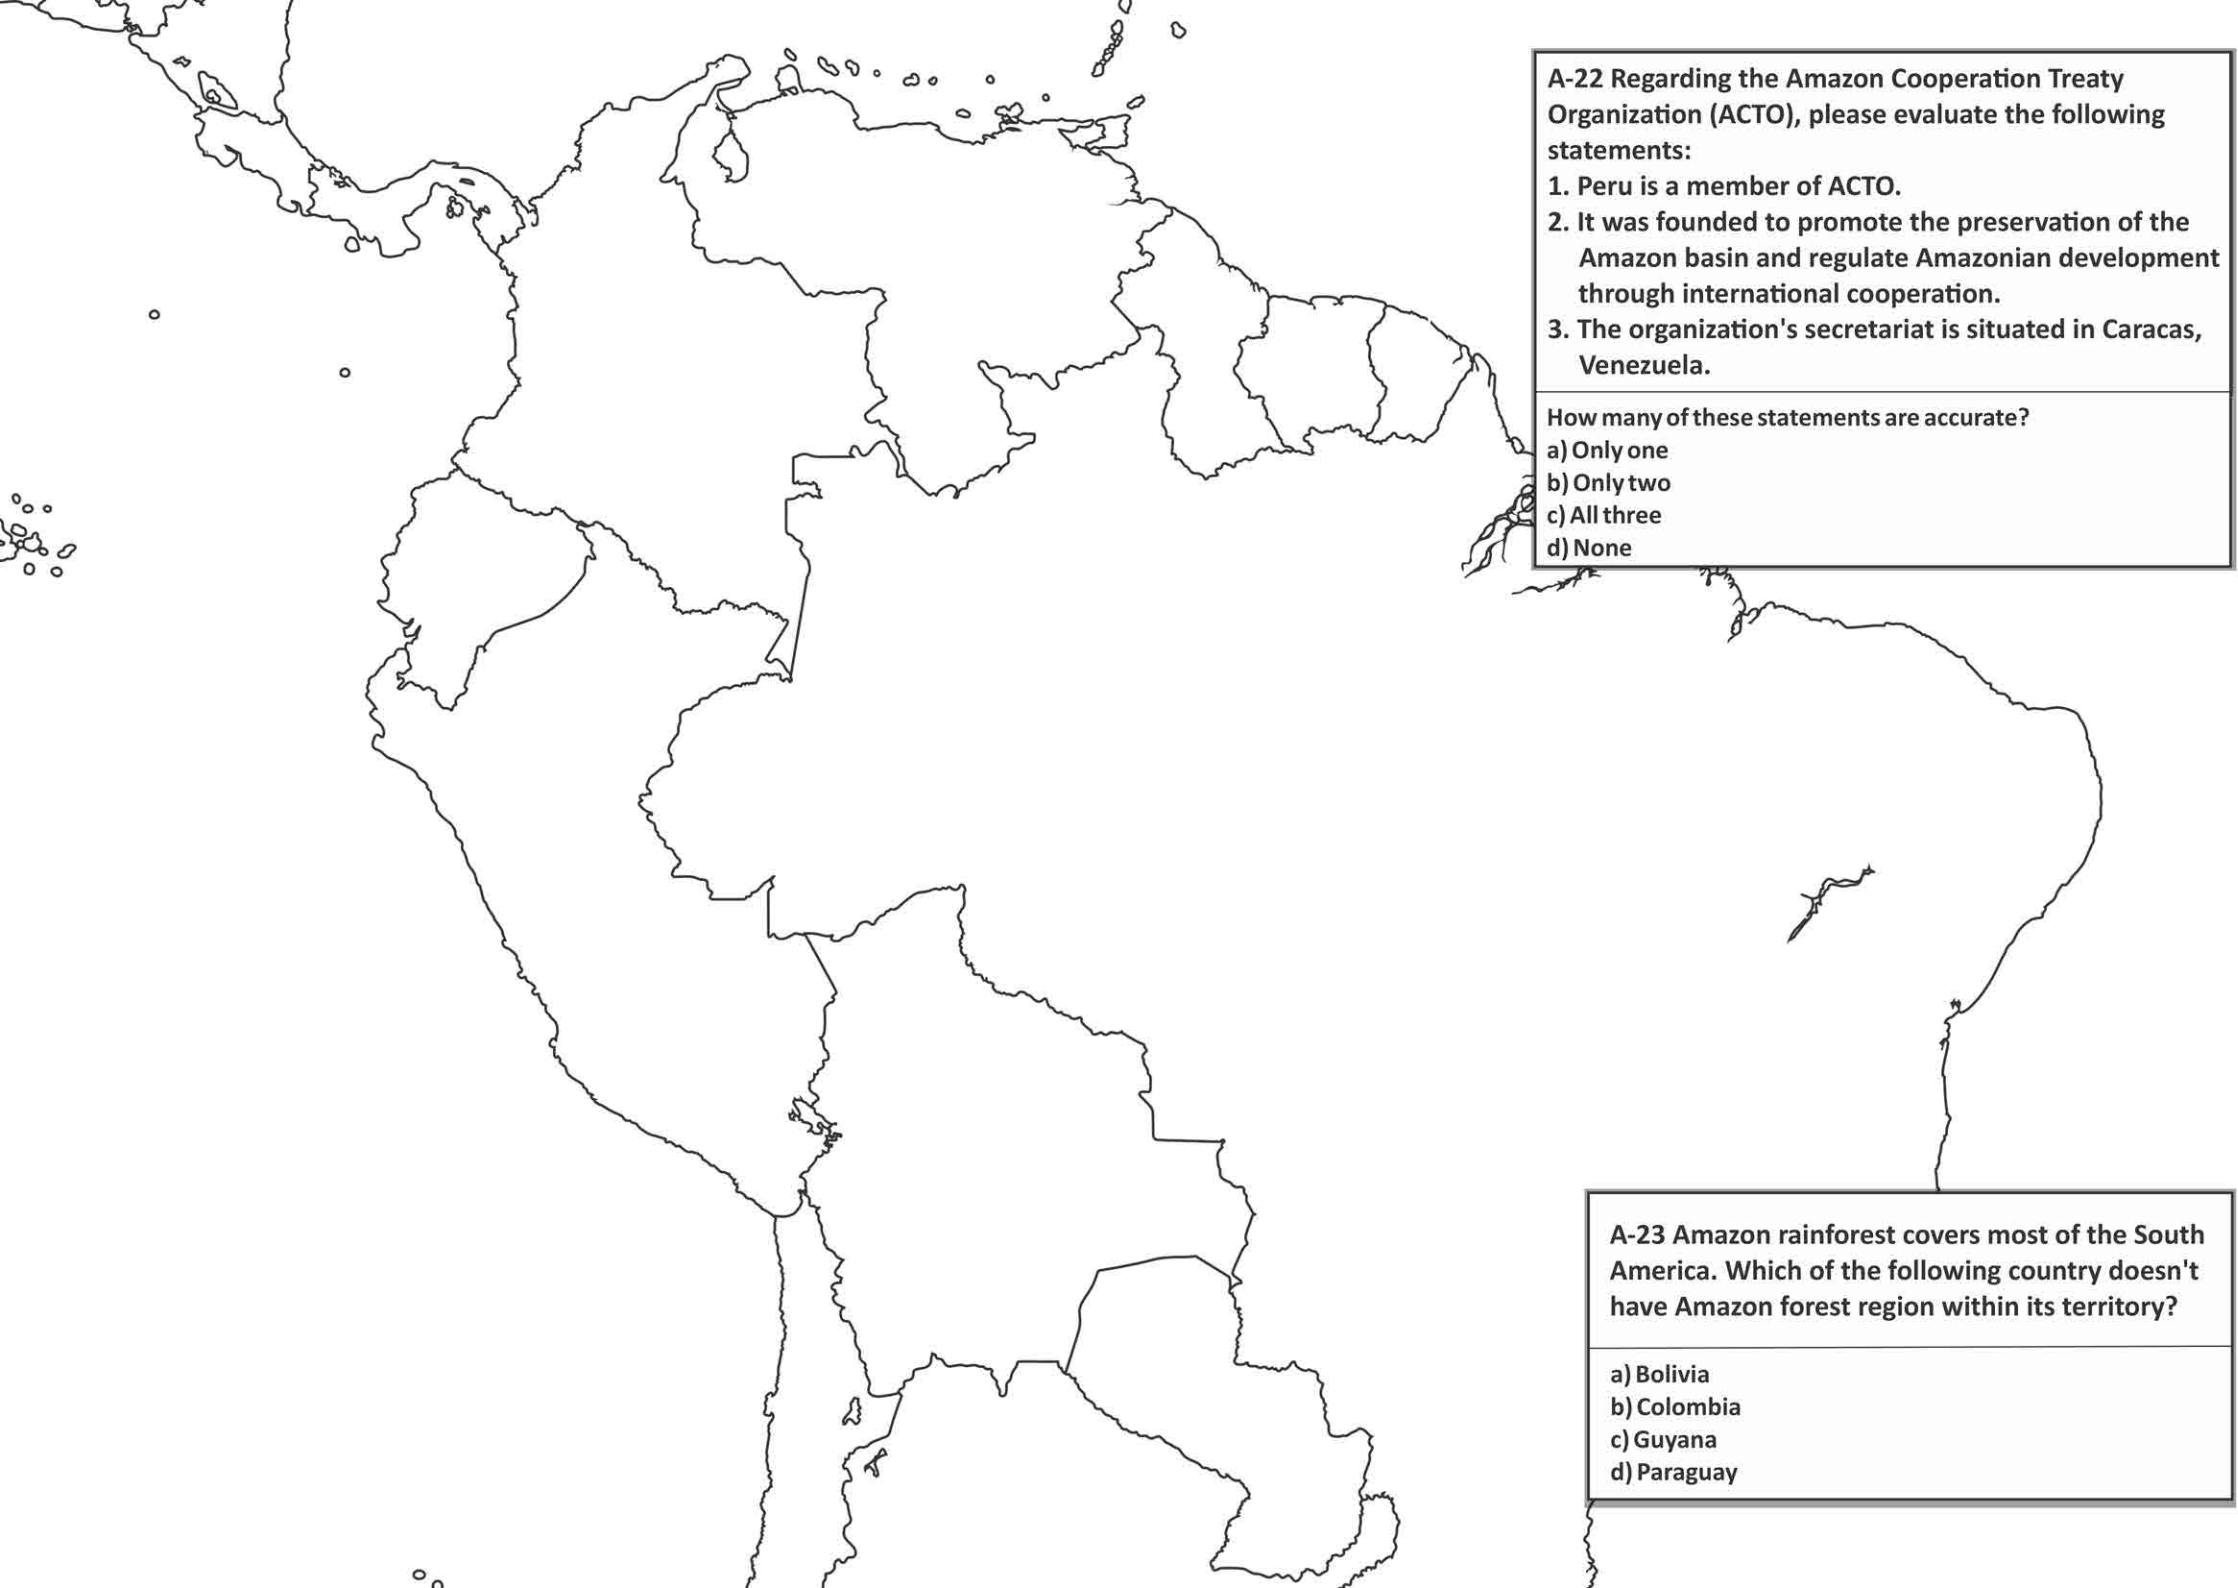 A-22 Regarding the Amazon Cooperation Treaty
Organization (ACTO), please evaluate the following
statements:
1. Peru is a member of ACTO.
2. It was founded to promote the preservation of the
Amazon basin and regulate Amazonian development
through international cooperation.
3. The organization's secretariat is situated in Caracas,
Venezuela.
How many of these statements are accurate?
a) Only one
b) Only two
c) All three
d) None
A-23 Amazon rainforest covers most of the South
America. Which of the following country doesn't
have Amazon forest region within its territory?
a) Bolivia
b) Colombia
c) Guyana
d) Paraguay